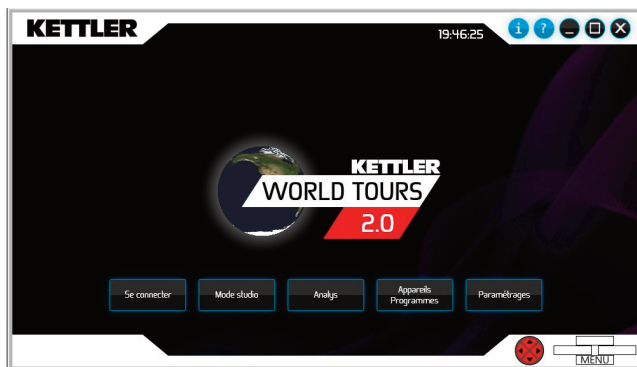 KETTLER
19:46:25
i ?
KETTLER
WORLD TOURS
2.0
Se connecter
Mode studio
Analys
Appareils
Programmes
Paramétrages
MENU